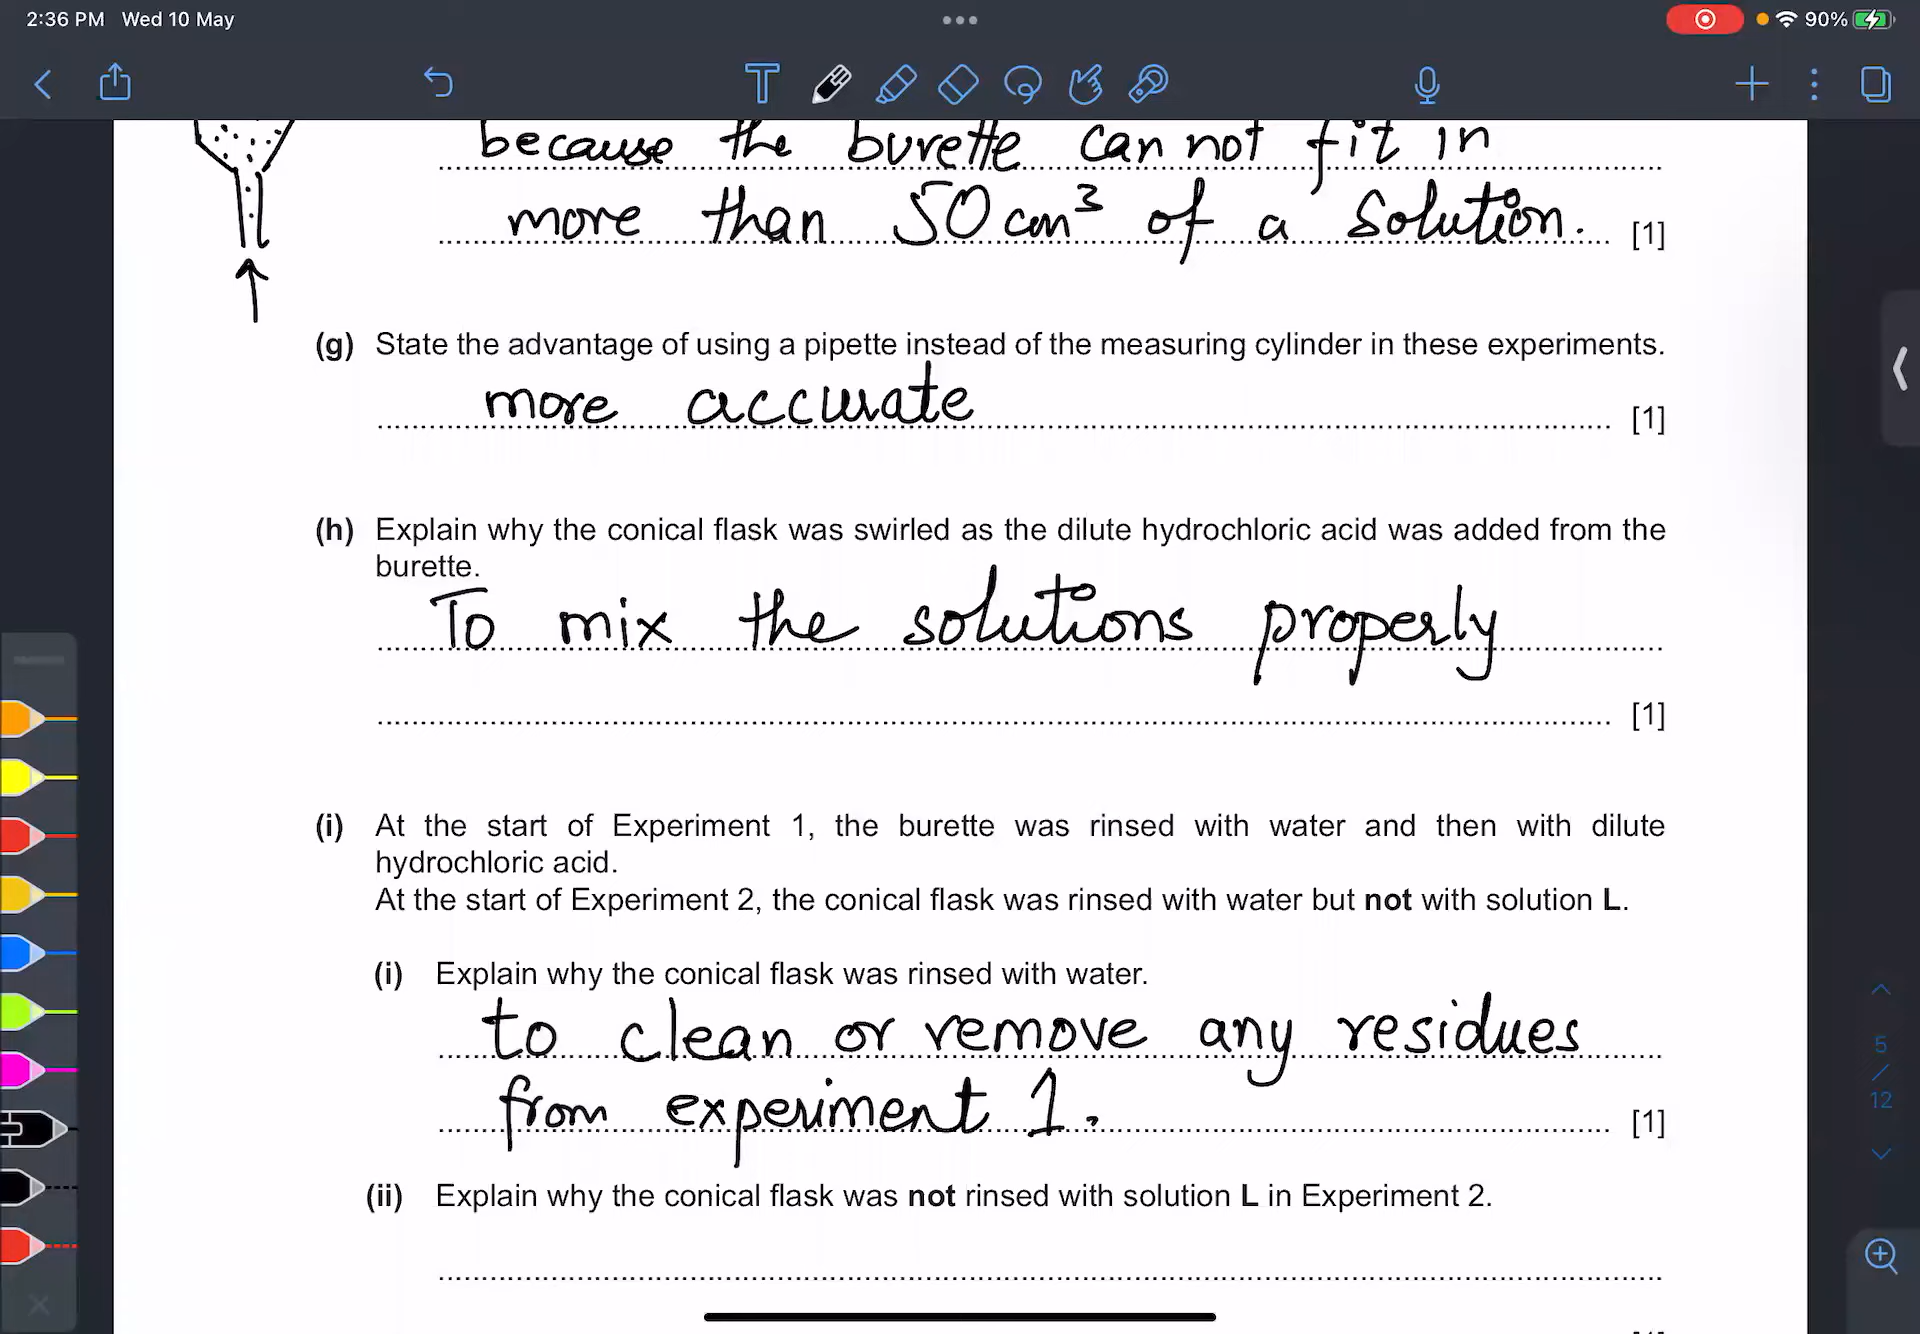 2:36 PM Wed 10 May
90%
because the burette can not fit in
more than 50 cm³ of a solution. [1]
(g) State the advantage of using a pipette instead of the measuring cylinder in these experiments.
more accurate
[1]
(h) Explain why the conical flask was swirled as the dilute hydrochloric acid was added from the
burette.
To mix the solutions properly
[1]
(i) At the start of Experiment 1, the burette was rinsed with water and then with dilute
hydrochloric acid.
At the start of Experiment 2, the conical flask was rinsed with water but not with solution L.
(i) Explain why the conical flask was rinsed with water.
to clean or remove any residues
from experiment 1. [1]
(ii) Explain why the conical flask was not rinsed with solution L in Experiment 2.
5
/
12